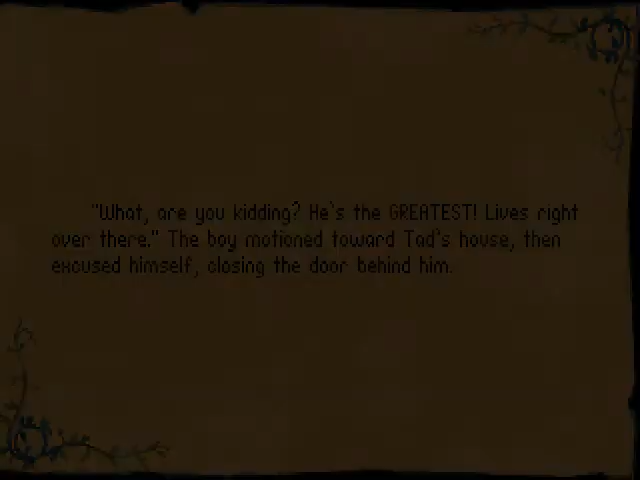 "What, are you kidding? He's the GREATEST! Lives right
over there." The boy motioned toward Tad's house, then
excused himself, closing the door behind him.